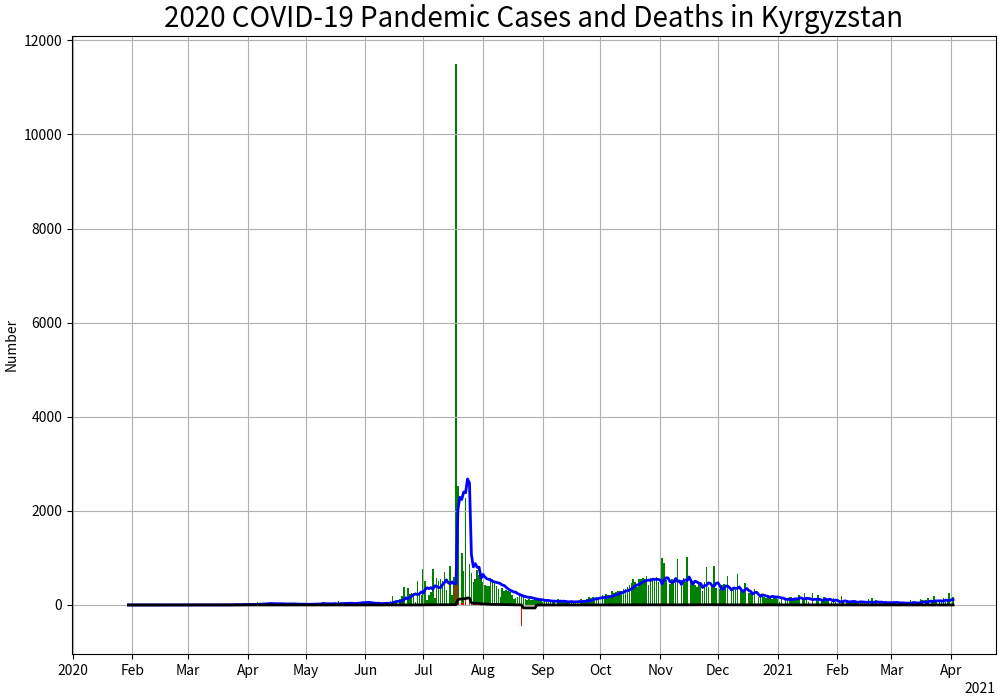 2020 COVID-19 Pandemic Cases and Deaths in Kyrgyzstan
12000
10000
8000
6000
4000
2000
0
Number
2020 Feb Mar Apr May Jun Jul Aug Sep Oct Nov Dec 2021 Feb Mar Apr
2021